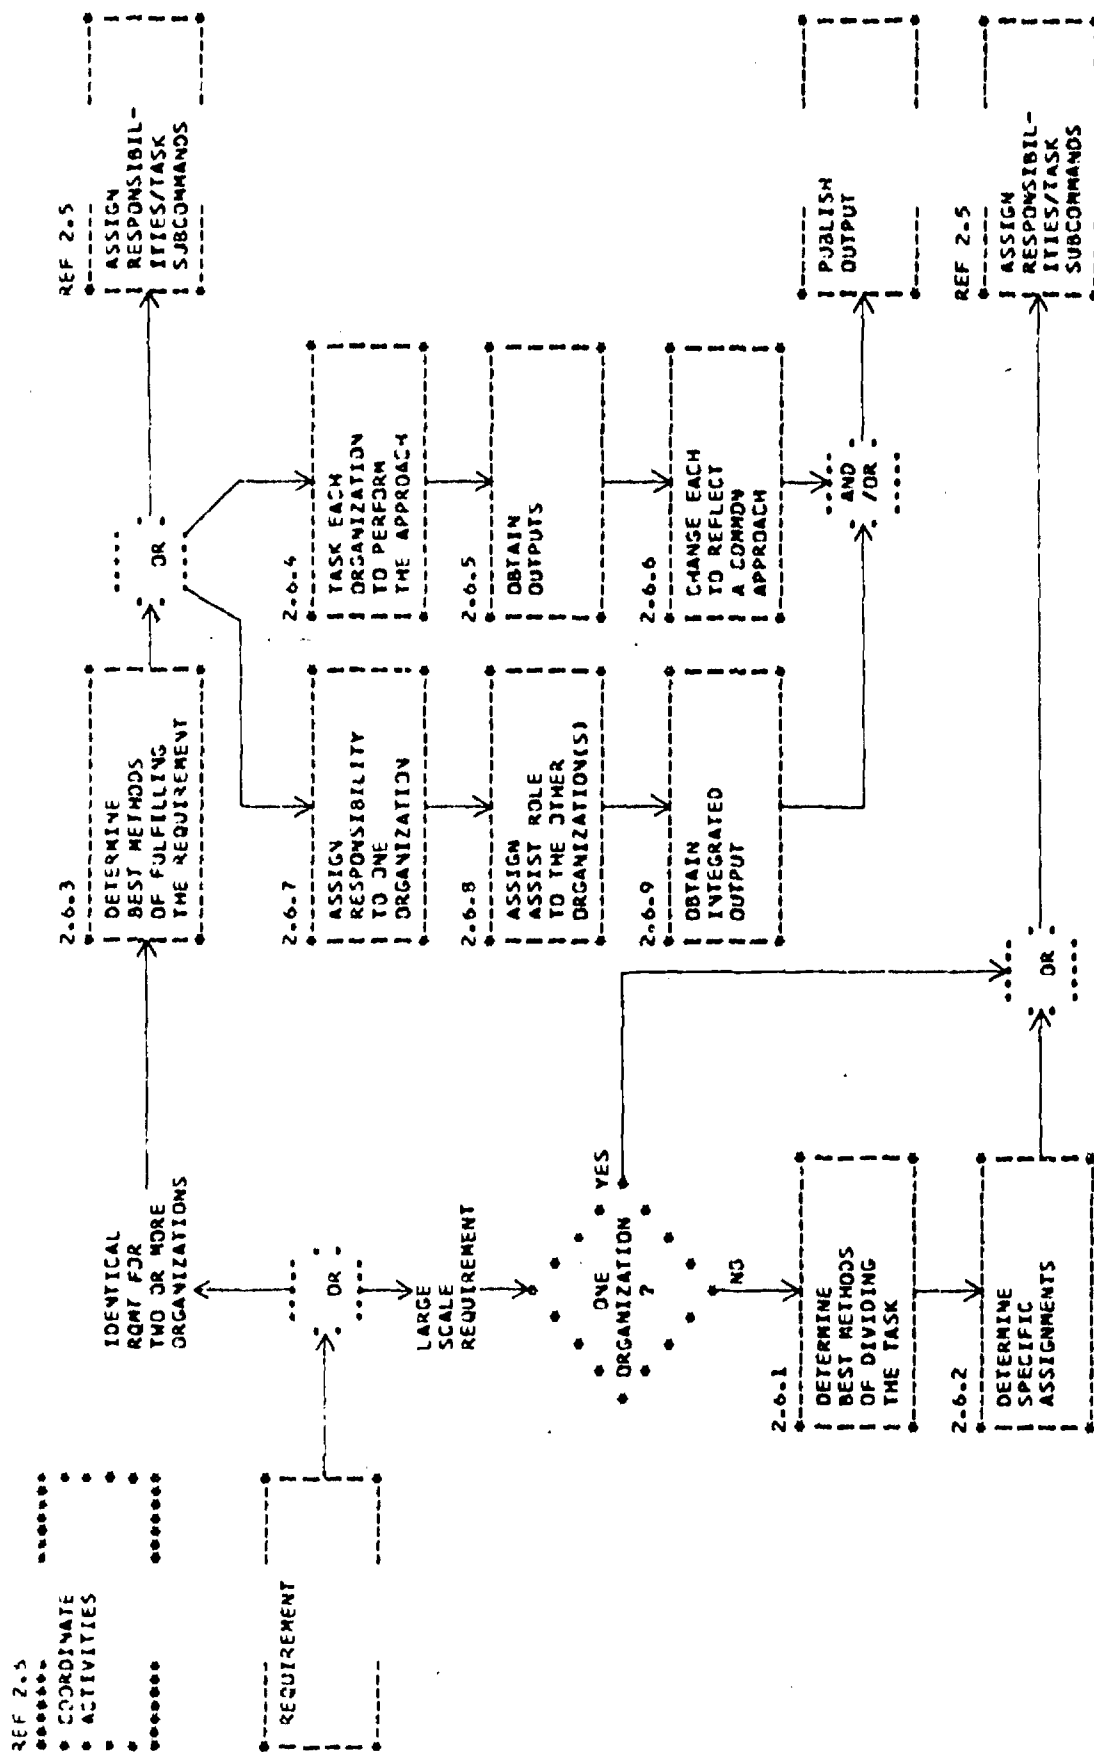 REF 2.5
COORDINATE
ACTIVITIES
REQUIREMENT
OR
IDENTICAL
RQMT FOR
TWO OR MORE
ORGANIZATIONS
LARGE
SCALE
REQUIREMENT
ONE
ORGANIZATION
?
YES
NO
2.6.1
DETERMINE
BEST METHODS
OF DIVIDING
THE TASK
2.6.2
DETERMINE
SPECIFIC
ASSIGNMENTS
OR
2.6.3
DETERMINE
BEST METHODS
OF FULFILLING
THE REQUIREMENT
OR
2.6.7
ASSIGN
RESPONSIBILITY
TO ONE
ORGANIZATION
2.6.8
ASSIGN
ASSIST ROLE
TO THE OTHER
ORGANIZATION(S)
2.6.9
OBTAIN
INTEGRATED
OUTPUT
2.6.4
TASK EACH
ORGANIZATION
TO PERFORM
THE APPROACH
2.6.5
OBTAIN
OUTPUTS
2.6.6
CHANGE EACH
TO REFLECT
A COMMON
APPROACH
AND
/OR
REF 2.5
ASSIGN
RESPONSIBIL-
ITIES/TASK
SUBCOMMANDS
PUBLISH
OUTPUT
REF 2.5
ASSIGN
RESPONSIBIL-
ITIES/TASK
SUBCOMMANDS